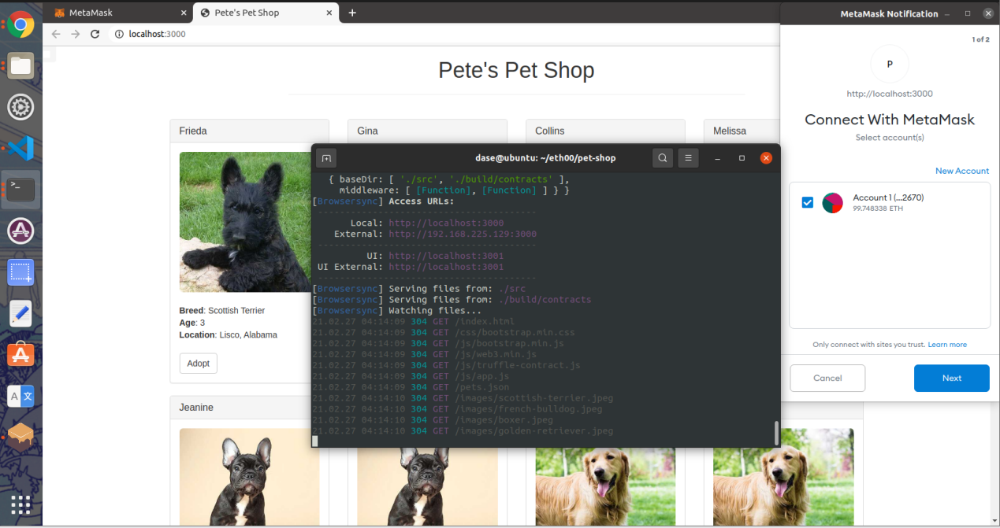 MetaMask
Pete's Pet Shop
localhost:3000
Pete's Pet Shop
Frieda
Gina
Collins
Melissa
Breed: Scottish Terrier
Age: 3
Location: Lisco, Alabama
Adopt
Jeanine
dase@ubuntu: ~/eth00/pet-shop
{ baseDir: [ './src', './build/contracts' ],
middleware: [ [Function], [Function] ] } }
[Browsersync] Access URLs:
--------------------------------------
Local: http://localhost:3000
External: http://192.168.225.129:3000
--------------------------------------
UI: http://localhost:3001
UI External: http://localhost:3001
--------------------------------------
[Browsersync] Serving files from: ./src
[Browsersync] Serving files from: ./build/contracts
[Browsersync] Watching files...
21.02.27 04:14:09 304 GET /index.html
21.02.27 04:14:09 304 GET /css/bootstrap.min.css
21.02.27 04:14:09 304 GET /js/bootstrap.min.js
21.02.27 04:14:09 304 GET /js/web3.min.js
21.02.27 04:14:09 304 GET /js/truffle-contract.js
21.02.27 04:14:09 304 GET /js/app.js
21.02.27 04:14:09 304 GET /pets.json
21.02.27 04:14:10 304 GET /images/scottish-terrier.jpeg
21.02.27 04:14:10 304 GET /images/french-bulldog.jpeg
21.02.27 04:14:10 304 GET /images/boxer.jpeg
21.02.27 04:14:10 304 GET /images/golden-retriever.jpeg
MetaMask Notification
1 of 2
P
http://localhost:3000
Connect With MetaMask
Select account(s)
New Account
Account 1 (...2670)
99.748338 ETH
Only connect with sites you trust. Learn more
Cancel
Next